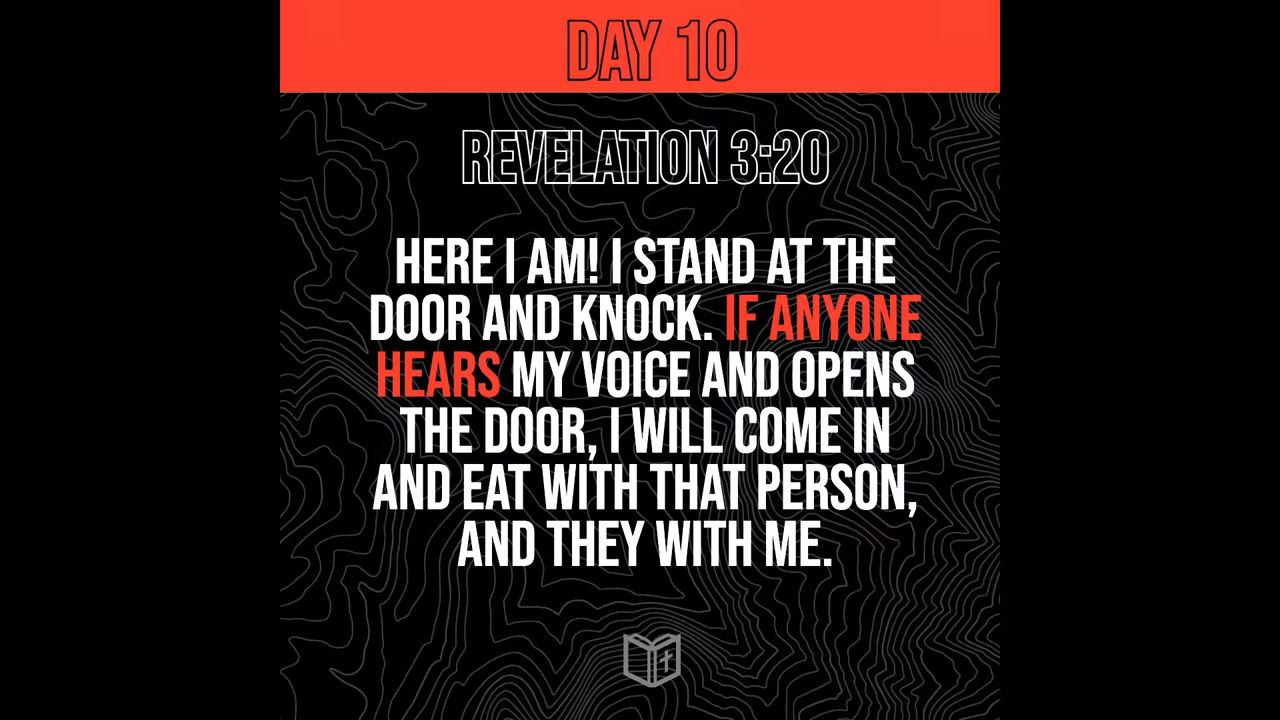 DAY 10
REVELATION 3:20
HERE I AM! I STAND AT THE
DOOR AND KNOCK. IF ANYONE
HEARS MY VOICE AND OPENS
THE DOOR, I WILL COME IN
AND EAT WITH THAT PERSON,
AND THEY WITH ME.